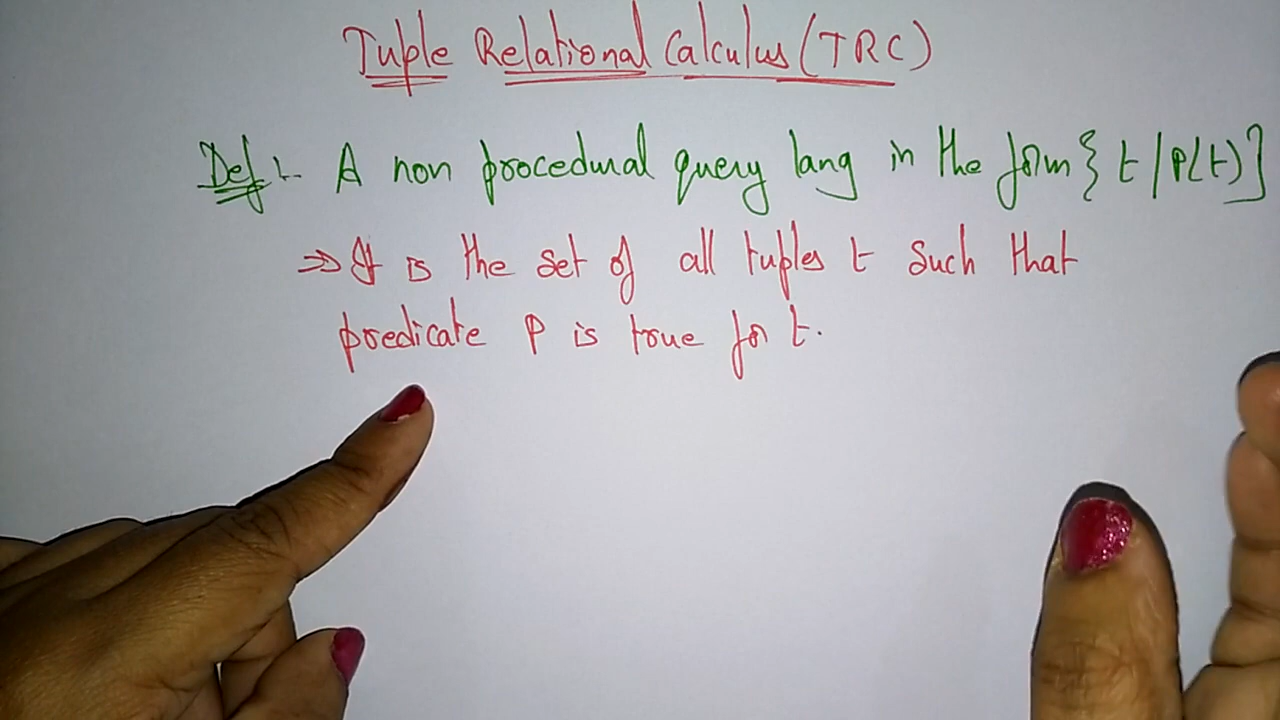 Tuple Relational Calculus (TRC)
Def :- A non procedural query lang in the form { t / P(t) }
⇒ It is the set of all tuples t such that
predicate P is true for t.